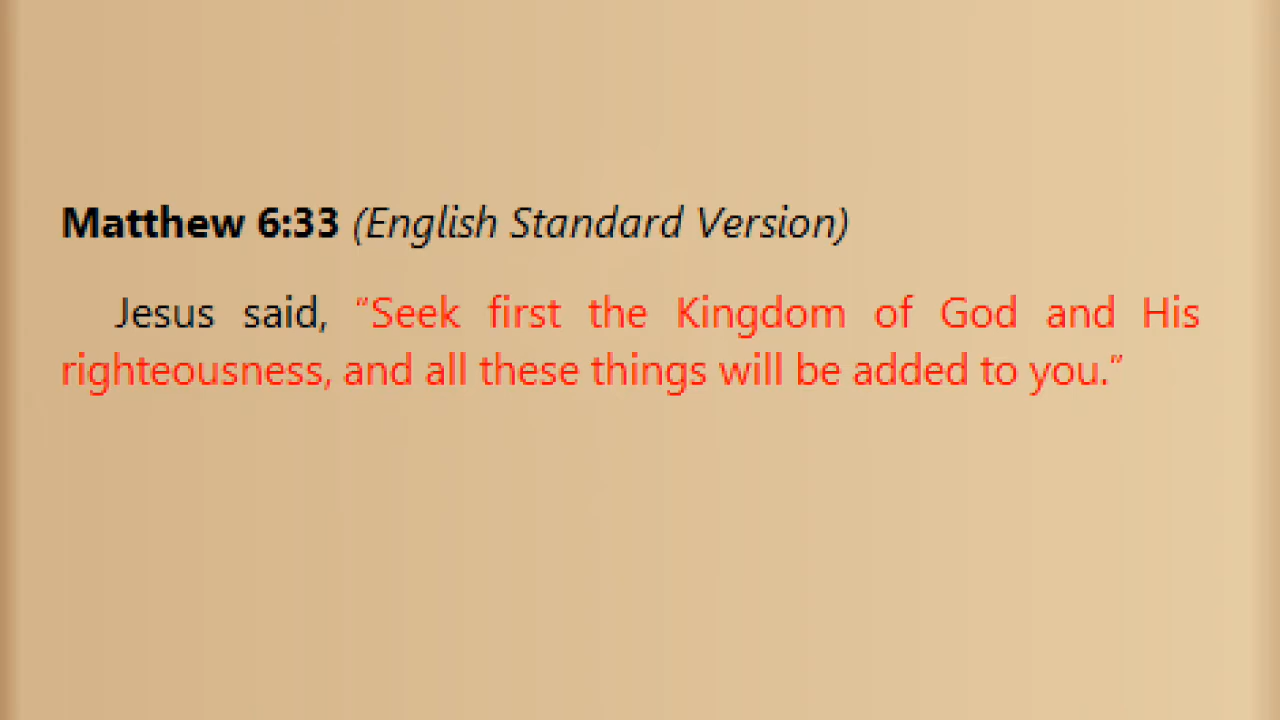 Matthew 6:33 (English Standard Version)
Jesus said, “Seek first the Kingdom of God and His
righteousness, and all these things will be added to you.”